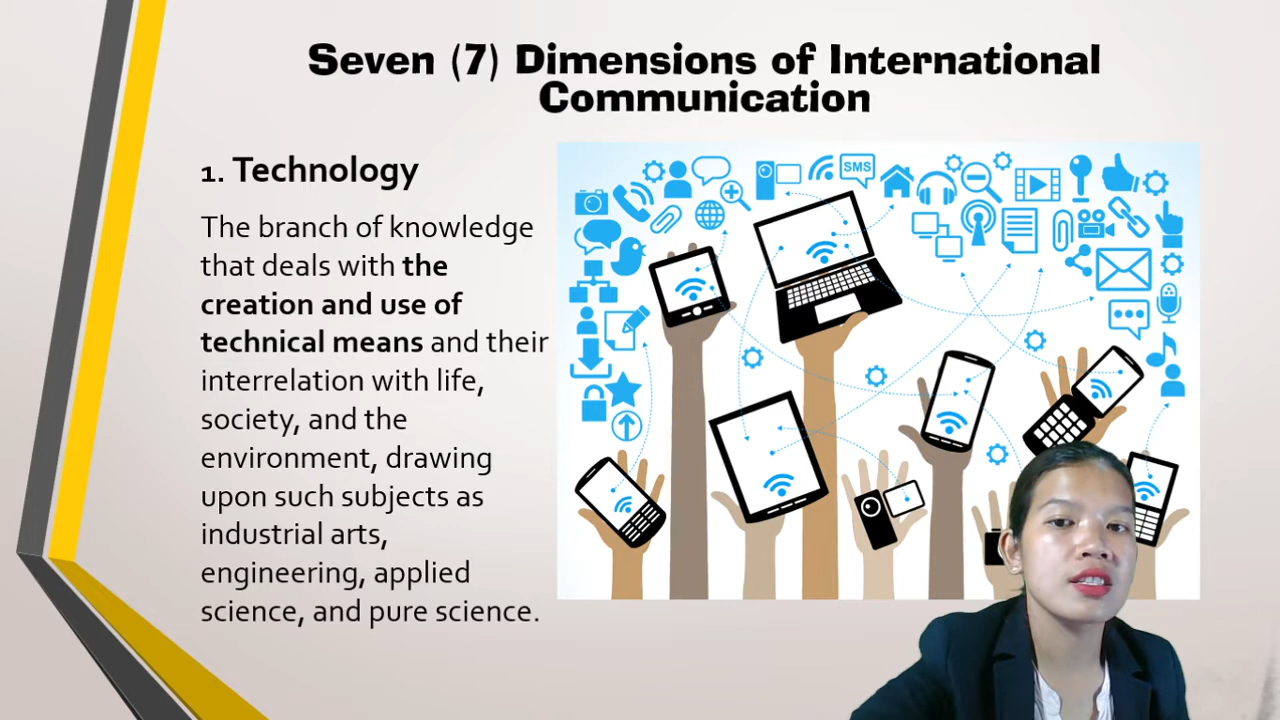 Seven (7) Dimensions of International
Communication
1. Technology
The branch of knowledge
that deals with the
creation and use of
technical means and their
interrelation with life,
society, and the
environment, drawing
upon such subjects as
industrial arts,
engineering, applied
science, and pure science.
SMS